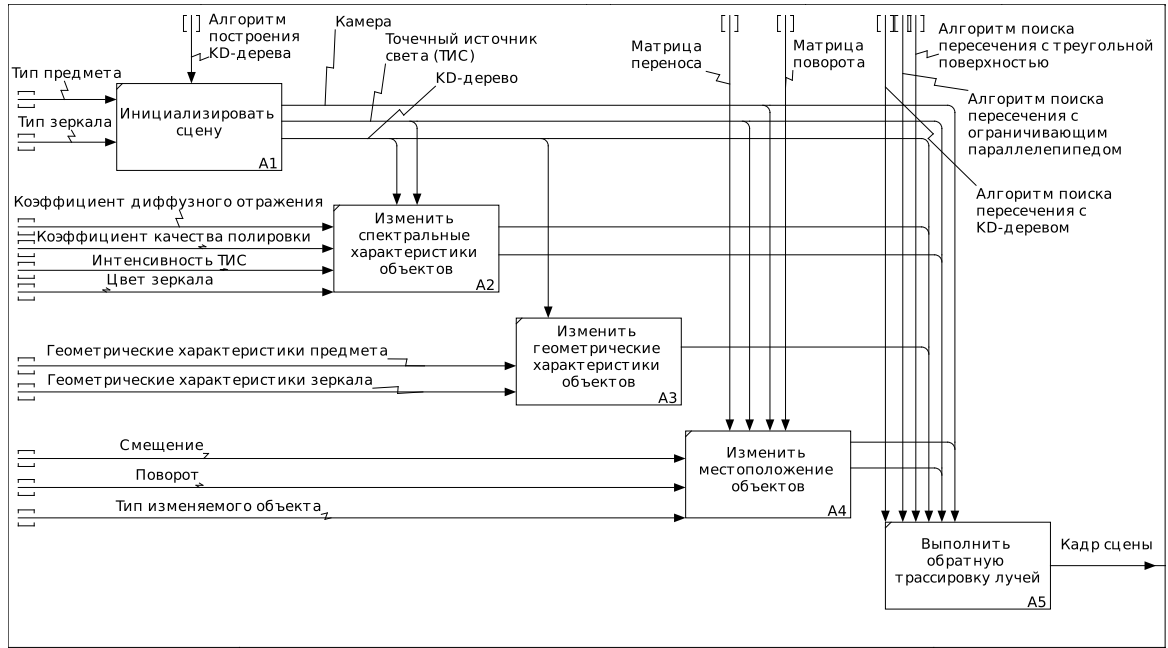 Алгоритм
построения
KD-дерева
Камера
Точечный источник
света (ТИС)
KD-дерево
Матрица
переноса
Матрица
поворота
Алгоритм поиска
пересечения с треугольной
поверхностью
Тип предмета
Тип зеркала
Инициализировать
сцену
A1
Алгоритм поиска
пересечения с
ограничивающим
параллелепипедом
Алгоритм поиска
пересечения с
KD-деревом
Коэффициент диффузного отражения
Коэффициент качества полировки
Интенсивность ТИС
Цвет зеркала
Изменить
спектральные
характеристики
объектов
A2
Геометрические характеристики предмета
Геометрические характеристики зеркала
Изменить
геометрические
характеристики
объектов
A3
Смещение
Поворот
Тип изменяемого объекта
Изменить
местоположение
объектов
A4
Выполнить
обратную
трассировку лучей
A5
Кадр сцены